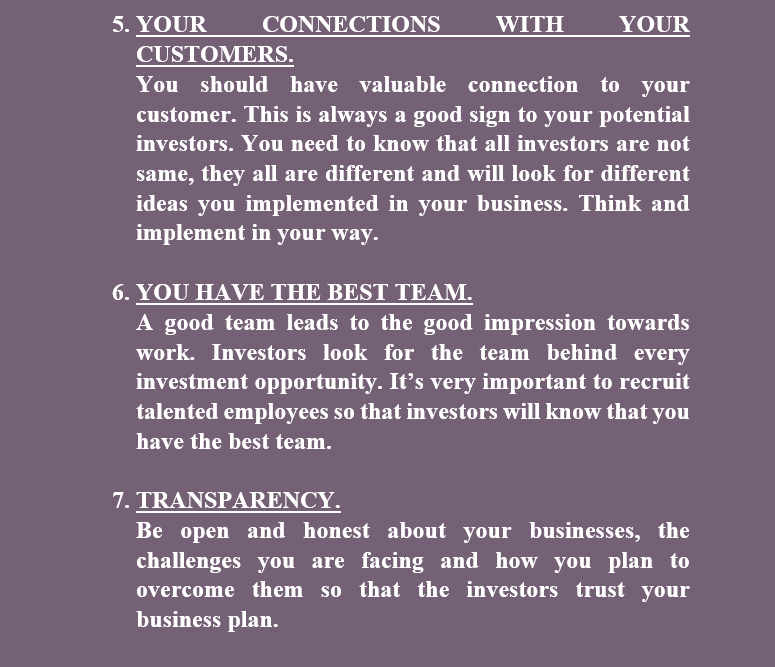 5. YOUR CONNECTIONS WITH YOUR
CUSTOMERS.
You should have valuable connection to your
customer. This is always a good sign to your potential
investors. You need to know that all investors are not
same, they all are different and will look for different
ideas you implemented in your business. Think and
implement in your way.
6. YOU HAVE THE BEST TEAM.
A good team leads to the good impression towards
work. Investors look for the team behind every
investment opportunity. It’s very important to recruit
talented employees so that investors will know that you
have the best team.
7. TRANSPARENCY.
Be open and honest about your businesses, the
challenges you are facing and how you plan to
overcome them so that the investors trust your
business plan.